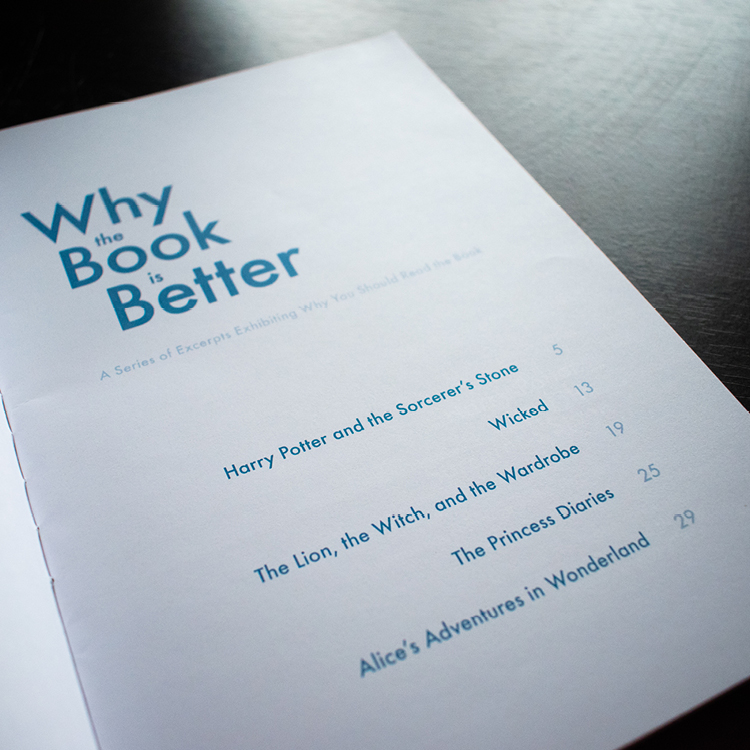 Why
the
Book
is
Better
A Series of Excerpts Exhibiting Why You Should Read the Book
Harry Potter and the Sorcerer's Stone 5
Wicked 13
The Lion, the Witch, and the Wardrobe 19
The Princess Diaries 25
Alice's Adventures in Wonderland 29